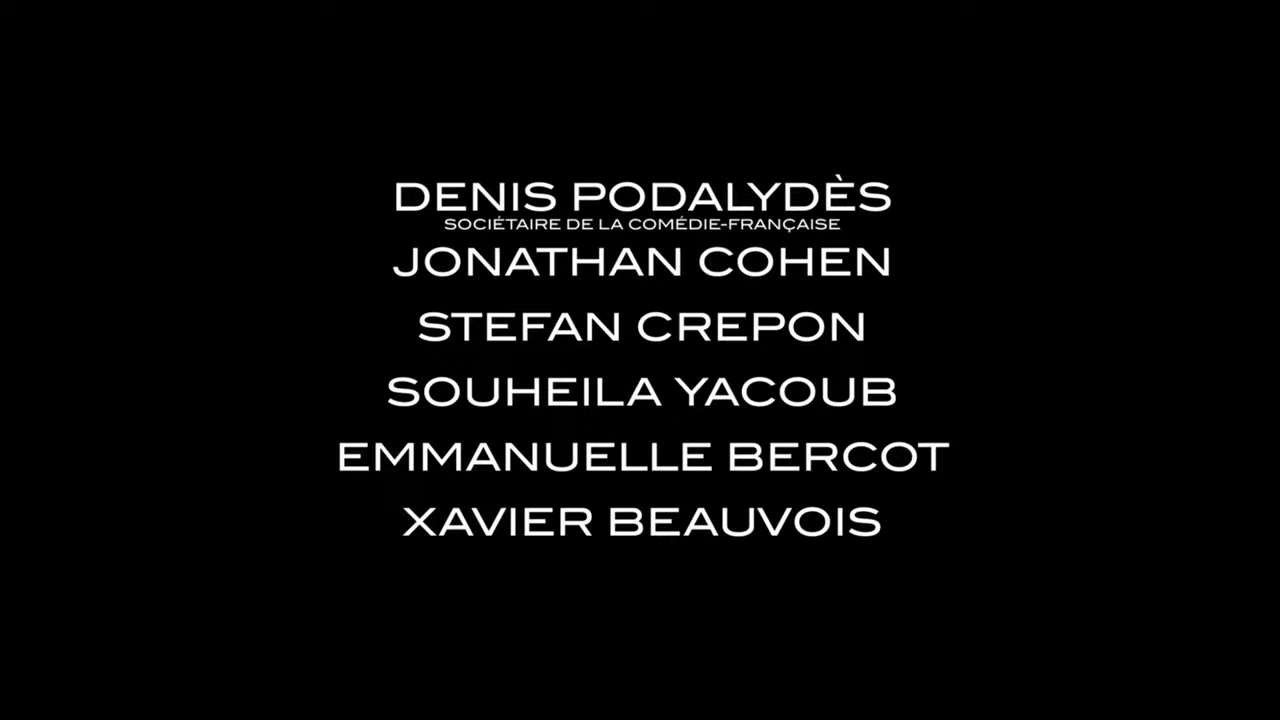 DENIS PODALYDÈS
SOCIÉTAIRE DE LA COMÉDIE-FRANÇAISE
JONATHAN COHEN
STEFAN CREPON
SOUHEILA YACOUB
EMMANUELLE BERCOT
XAVIER BEAUVOIS